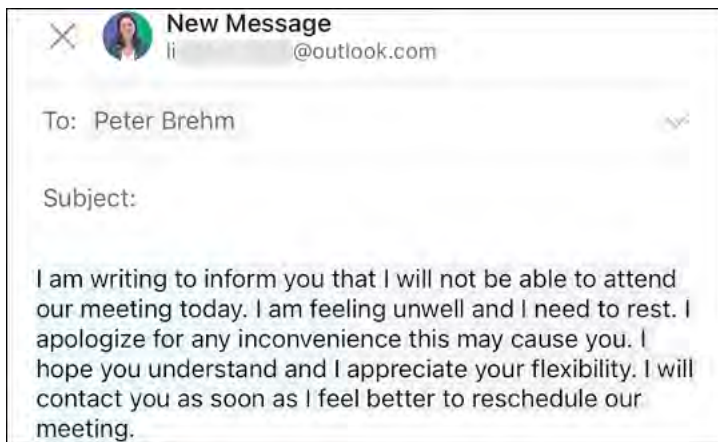 New Message
li @outlook.com
To: Peter Brehm
Subject:
I am writing to inform you that I will not be able to attend
our meeting today. I am feeling unwell and I need to rest. I
apologize for any inconvenience this may cause you. I
hope you understand and I appreciate your flexibility. I will
contact you as soon as I feel better to reschedule our
meeting.